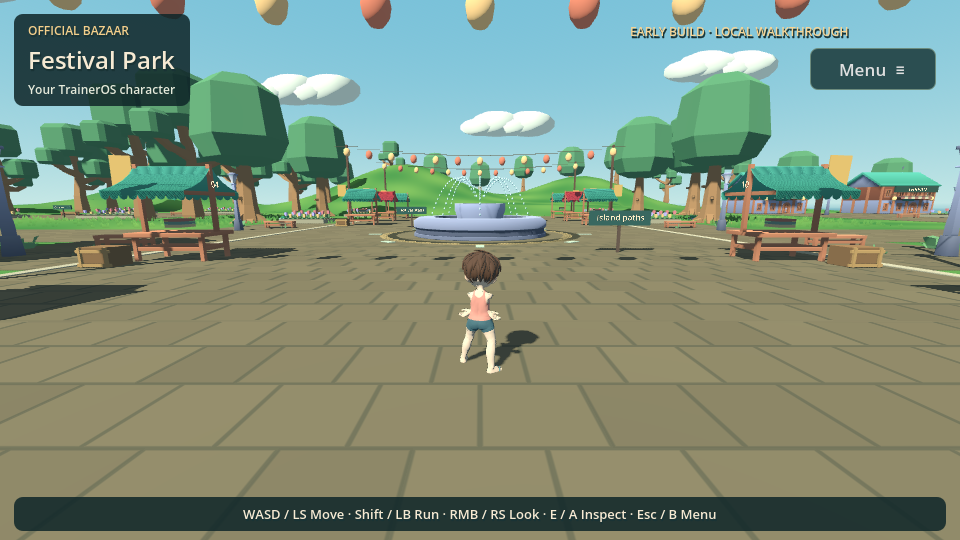 OFFICIAL BAZAAR
Festival Park
Your TrainerOS character
EARLY BUILD · LOCAL WALKTHROUGH
Menu ≡
04
Island paths
WASD / LS Move · Shift / LB Run · RMB / RS Look · E / A Inspect · Esc / B Menu